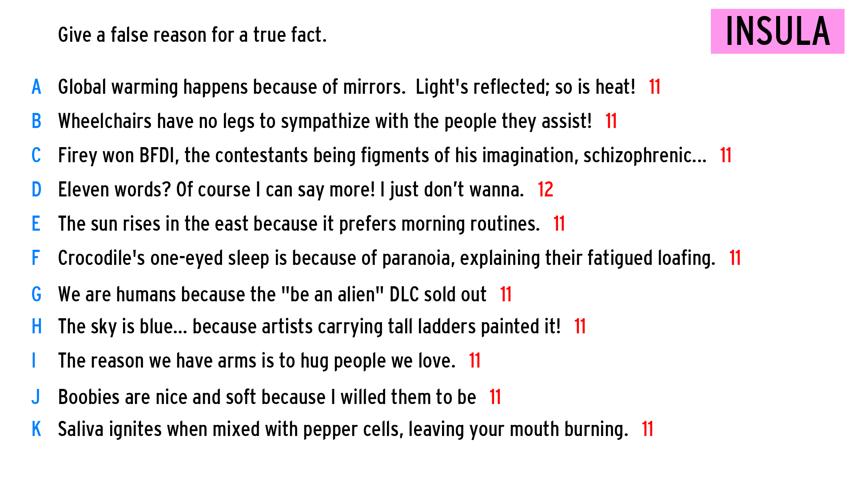 Give a false reason for a true fact.
INSULA
A Global warming happens because of mirrors. Light's reflected; so is heat! 11
B Wheelchairs have no legs to sympathize with the people they assist! 11
C Firey won BFDI, the contestants being figments of his imagination, schizophrenic... 11
D Eleven words? Of course I can say more! I just don’t wanna. 12
E The sun rises in the east because it prefers morning routines. 11
F Crocodile's one-eyed sleep is because of paranoia, explaining their fatigued loafing. 11
G We are humans because the "be an alien" DLC sold out 11
H The sky is blue... because artists carrying tall ladders painted it! 11
I The reason we have arms is to hug people we love. 11
J Boobies are nice and soft because I willed them to be 11
K Saliva ignites when mixed with pepper cells, leaving your mouth burning. 11